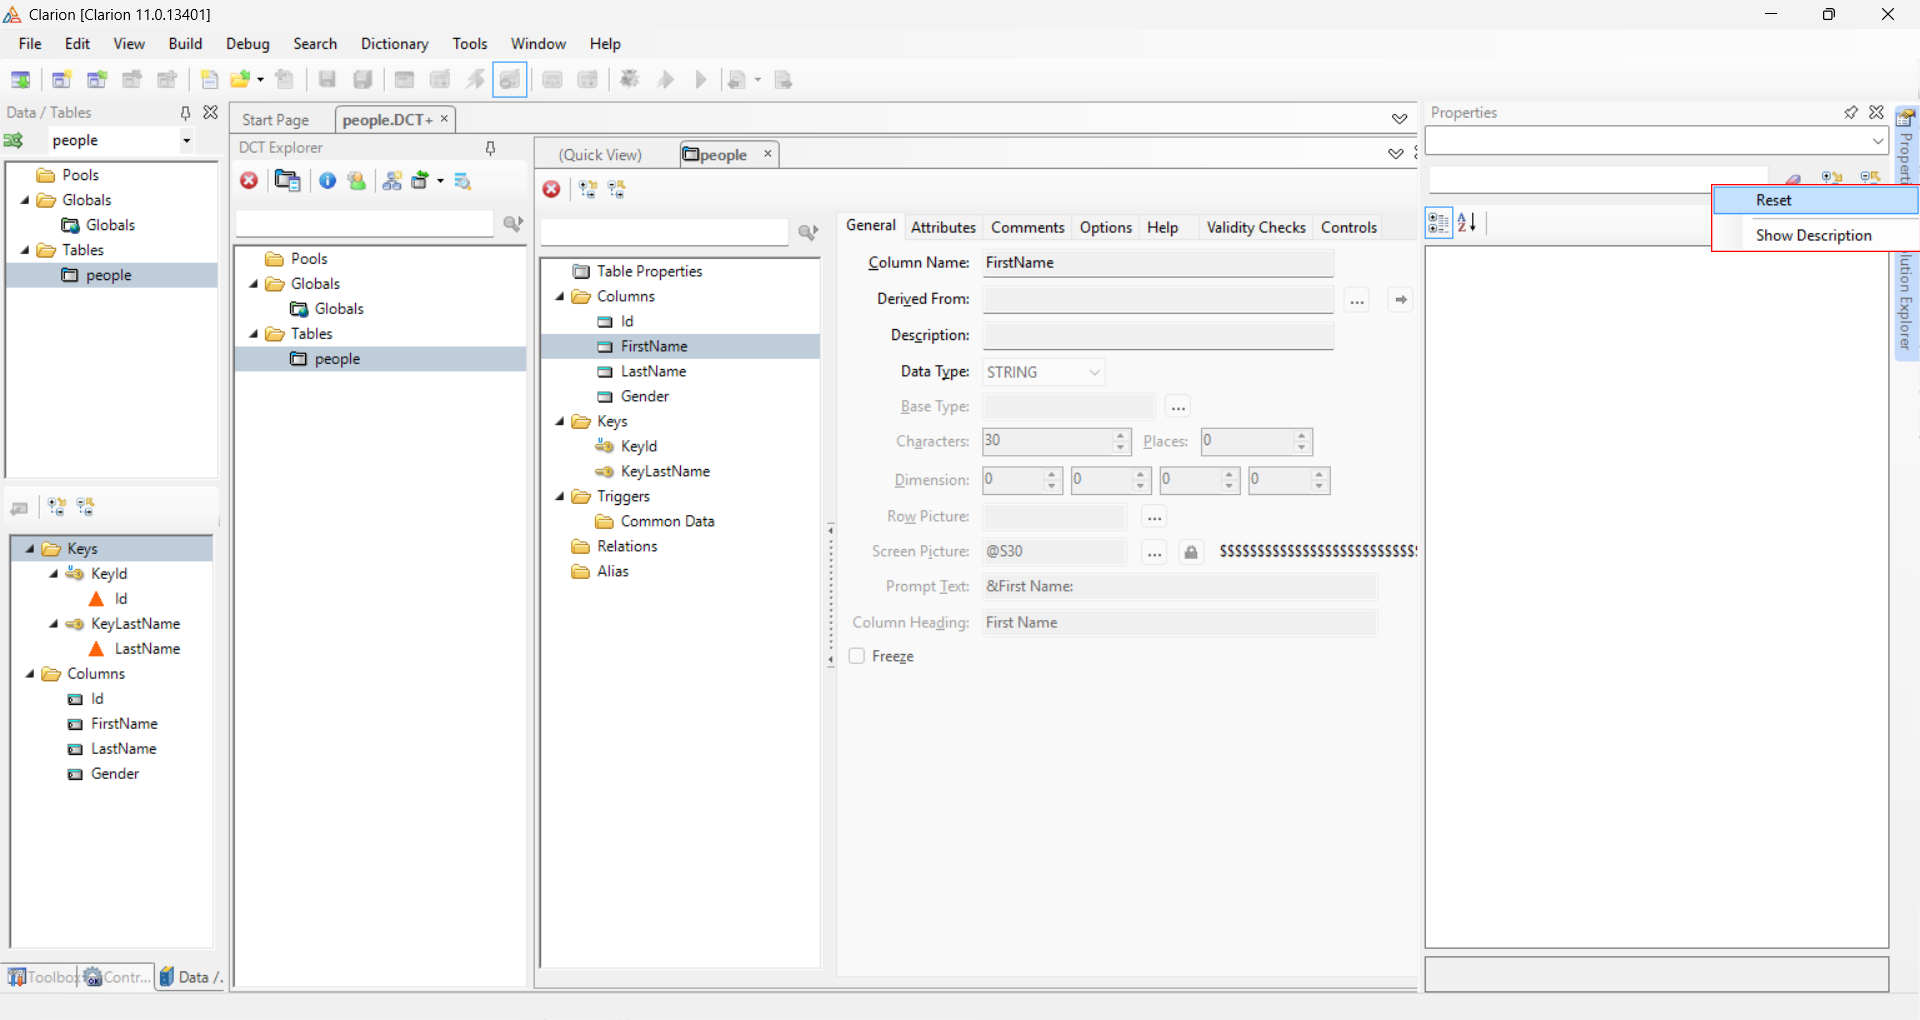 Clarion [Clarion 11.0.13401]
File Edit View Build Debug Search Dictionary Tools Window Help
Data / Tables
people
Pools
Globals
Globals
Tables
people
Keys
KeyId
Id
KeyLastName
LastName
Columns
Id
FirstName
LastName
Gender
Toolbox Contr... Data /.
Start Page people.DCT+
DCT Explorer
Pools
Globals
Globals
Tables
people
(Quick View) people
Table Properties
Columns
Id
FirstName
LastName
Gender
Keys
KeyId
KeyLastName
Triggers
Common Data
Relations
Alias
General Attributes Comments Options Help Validity Checks Controls
Column Name: FirstName
Derived From: ...
Description:
Data Type: STRING
Base Type: ...
Characters: 30 Places: 0
Dimension: 0 0 0 0
Row Picture: ...
Screen Picture: @S30 ... $$$$$$$$$$$$$$$$$$$$$$$$$$
Prompt Text: &First Name:
Column Heading: First Name
Freeze
Properties
Reset
Show Description
Properti
lution Explorer